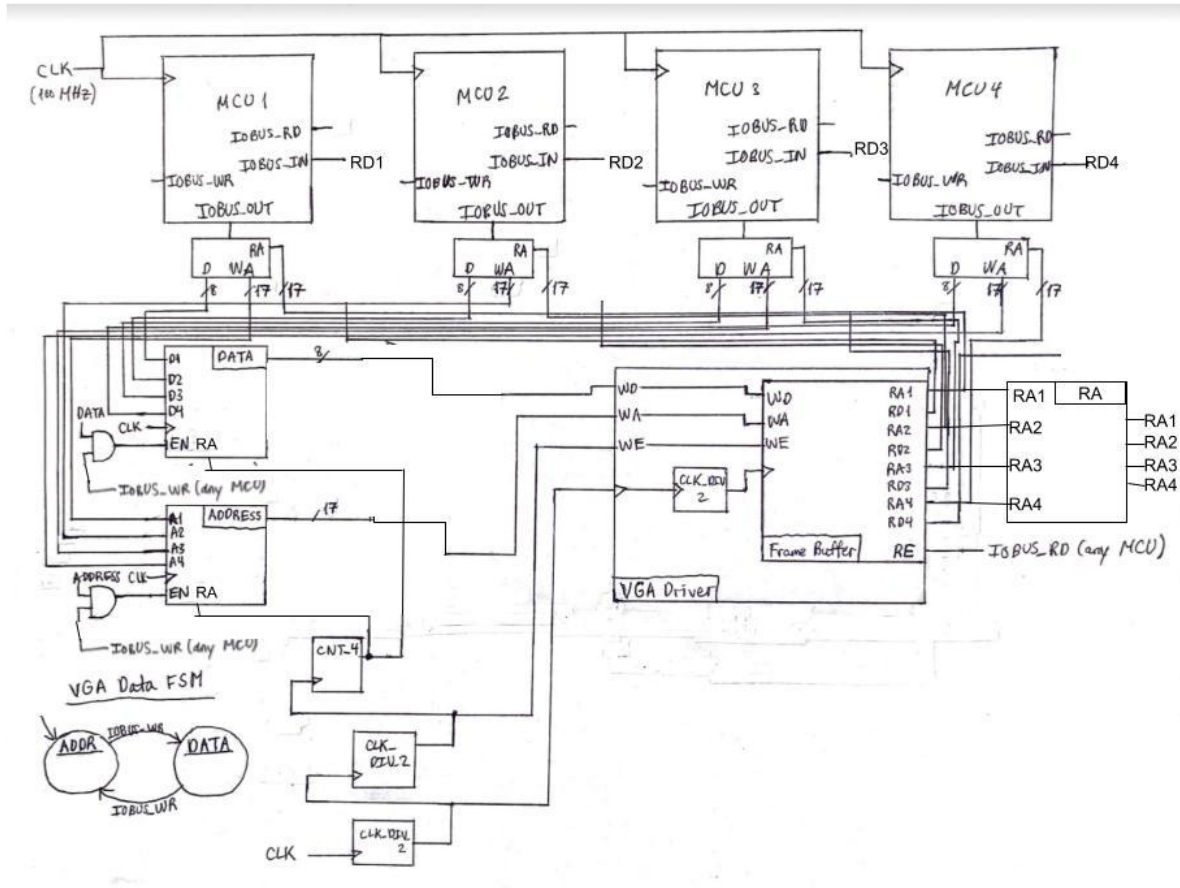 CLK
(100 MHz)
MCU 1
IOBUS_RD
IOBUS_IN
RD1
IOBUS_WR
IOBUS_OUT
MCU2
IOBUS_RD
IOBUS_IN
RD2
IOBUS_WR
IOBUS_OUT
MCU 3
IOBUS_RD
IOBUS_IN
RD3
IOBUS_WR
IOBUS_OUT
MCU 4
IOBUS_RD
IOBUS_IN
RD4
IOBUS_WR
IOBUS_OUT
RA
D WA
8 17 17
RA
D WA
8 17 17
RA
D WA
8 17 17
RA
D WA
8 17 17
D1 DATA 8
D2
D3
D4
DATA
CLK
EN RA
IOBUS_WR (any MCU)
A1 ADDRESS 17
A2
A3
A4
ADDRESS CLK
EN RA
IOBUS_WR (any MCU)
CNT_4
CLK_
DIV_2
CLK_DIV_
2
CLK
WD
WA
WE
CLK_DIV
2
VGA Driver
WD
WA
WE
Frame Buffer
RA1
RD1
RA2
RD2
RA3
RD3
RA4
RD4
RE
IOBUS_RD (any MCU)
RA1 RA
RA2
RA3
RA4
RA1
RA2
RA3
RA4
VGA Data FSM
ADDR
IOBUS_WR
DATA
IOBUS_WR